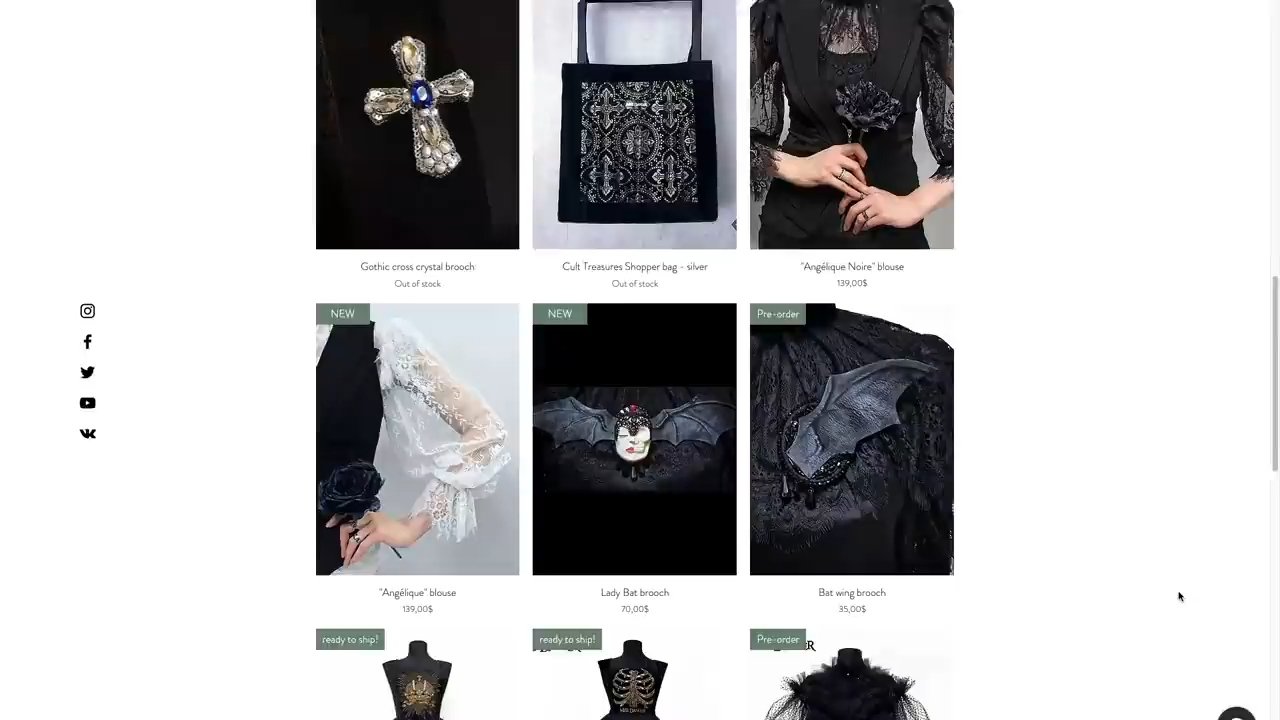 Gothic cross crystal brooch
Out of stock
Cult Treasures Shopper bag - silver
Out of stock
"Angélique Noire" blouse
139,00$
NEW
"Angélique" blouse
139,00$
NEW
Lady Bat brooch
70,00$
Pre-order
Bat wing brooch
35,00$
ready to ship!
ready to ship!
Pre-order